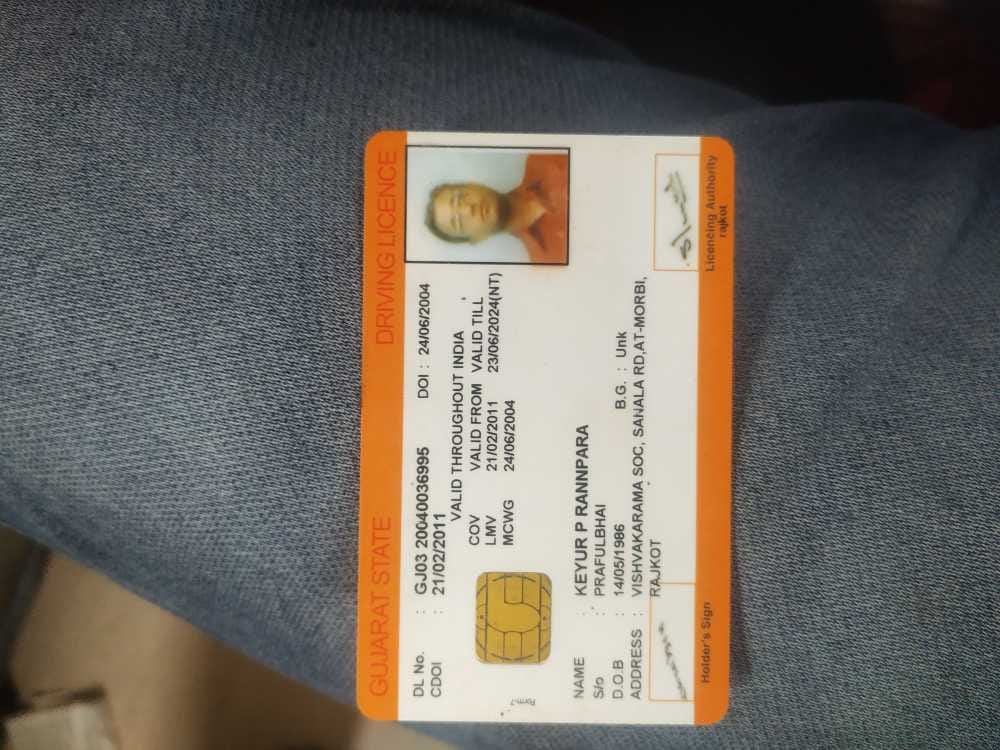 GUJARAT STATE DRIVING LICENCE
DL No. : GJ03 20040036995 DOI : 24/06/2004
CDOI : 21/02/2011
VALID THROUGHOUT INDIA
COV VALID FROM VALID TILL
LMV 21/02/2011 23/06/2024(NT)
MCWG 24/06/2004
Form-7
NAME : KEYUR P RANNPARA
S/o : PRAFULBHAI
D.O.B : 14/05/1986 B.G. : Unk
ADDRESS : VISHVAKARAMA SOC, SANALA RD,AT-MORBI,
RAJKOT
Holder's Sign
Licencing Authority
rajkot